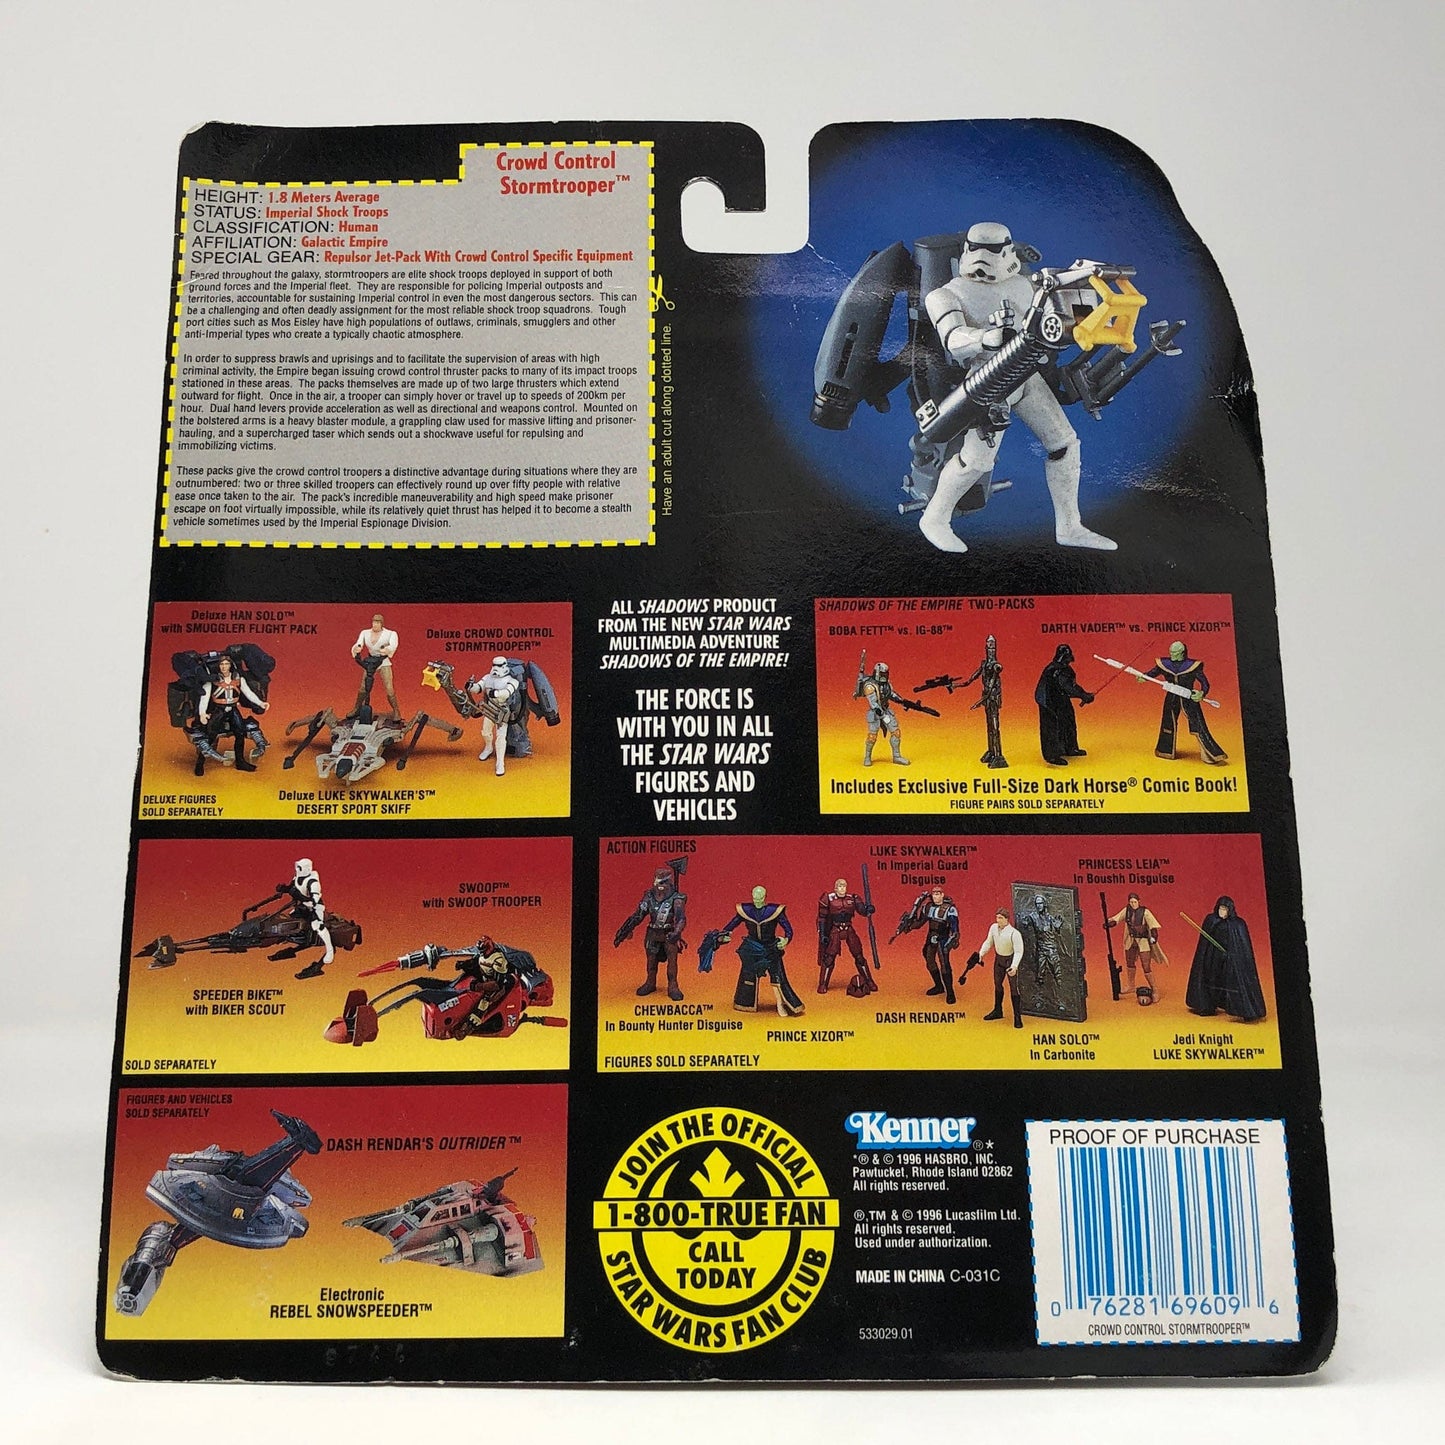 Crowd Control
Stormtrooper™
HEIGHT: 1.8 Meters Average
STATUS: Imperial Shock Troops
CLASSIFICATION: Human
AFFILIATION: Galactic Empire
SPECIAL GEAR: Repulsor Jet-Pack With Crowd Control Specific Equipment
Feared throughout the galaxy, stormtroopers are elite shock troops deployed in support of both
ground forces and the Imperial fleet. They are responsible for policing Imperial outposts and
territories, accountable for sustaining Imperial control in even the most dangerous sectors. This can
be a challenging and often deadly assignment for the most reliable shock troop squadrons. Tough
port cities such as Mos Eisley have high populations of outlaws, criminals, smugglers and other
anti-Imperial types who create a typically chaotic atmosphere.
In order to suppress brawls and uprisings and to facilitate the supervision of areas with high
criminal activity, the Empire began issuing crowd control thruster packs to many of its impact troops
stationed in these areas. The packs themselves are made up of two large thrusters which extend
outward for flight. Once in the air, a trooper can simply hover or travel up to speeds of 200km per
hour. Dual hand levers provide acceleration as well as directional and weapons control. Mounted on
the bolstered arms is a heavy blaster module, a grappling claw used for massive lifting and prisoner-
hauling, and a supercharged taser which sends out a shockwave useful for repulsing and
immobilizing victims.
These packs give the crowd control troopers a distinctive advantage during situations where they are
outnumbered: two or three skilled troopers can effectively round up over fifty people with relative
ease once taken to the air. The pack's incredible maneuverability and high speed make prisoner
escape on foot virtually impossible, while its relatively quiet thrust has helped it to become a stealth
vehicle sometimes used by the Imperial Espionage Division.
Have an adult cut along dotted line.
Deluxe HAN SOLO™
with SMUGGLER FLIGHT PACK
Deluxe CROWD CONTROL
STORMTROOPER™
DELUXE FIGURES
SOLD SEPARATELY
Deluxe LUKE SKYWALKER'S™
DESERT SPORT SKIFF
ALL SHADOWS PRODUCT
FROM THE NEW STAR WARS
MULTIMEDIA ADVENTURE
SHADOWS OF THE EMPIRE!
THE FORCE IS
WITH YOU IN ALL
THE STAR WARS
FIGURES AND
VEHICLES
SHADOWS OF THE EMPIRE TWO-PACKS
BOBA FETT™ vs. IG-88™
DARTH VADER™ vs. PRINCE XIZOR™
Includes Exclusive Full-Size Dark Horse® Comic Book!
FIGURE PAIRS SOLD SEPARATELY
SWOOP™
with SWOOP TROOPER
SPEEDER BIKE™
with BIKER SCOUT
SOLD SEPARATELY
ACTION FIGURES
LUKE SKYWALKER™
In Imperial Guard
Disguise
PRINCESS LEIA™
In Boushh Disguise
CHEWBACCA™
In Bounty Hunter Disguise
PRINCE XIZOR™
DASH RENDAR™
HAN SOLO™
In Carbonite
Jedi Knight
LUKE SKYWALKER™
FIGURES SOLD SEPARATELY
FIGURES AND VEHICLES
SOLD SEPARATELY
DASH RENDAR'S OUTRIDER™
Electronic
REBEL SNOWSPEEDER™
JOIN THE OFFICIAL
1-800-TRUE FAN
CALL
TODAY
STAR WARS FAN CLUB
Kenner®*
*® & © 1996 HASBRO, INC.
Pawtucket, Rhode Island 02862
All rights reserved.
®,TM & © 1996 Lucasfilm Ltd.
All rights reserved.
Used under authorization.
MADE IN CHINA C-031C
533029.01
PROOF OF PURCHASE
0 76281 69609 6
CROWD CONTROL STORMTROOPER™